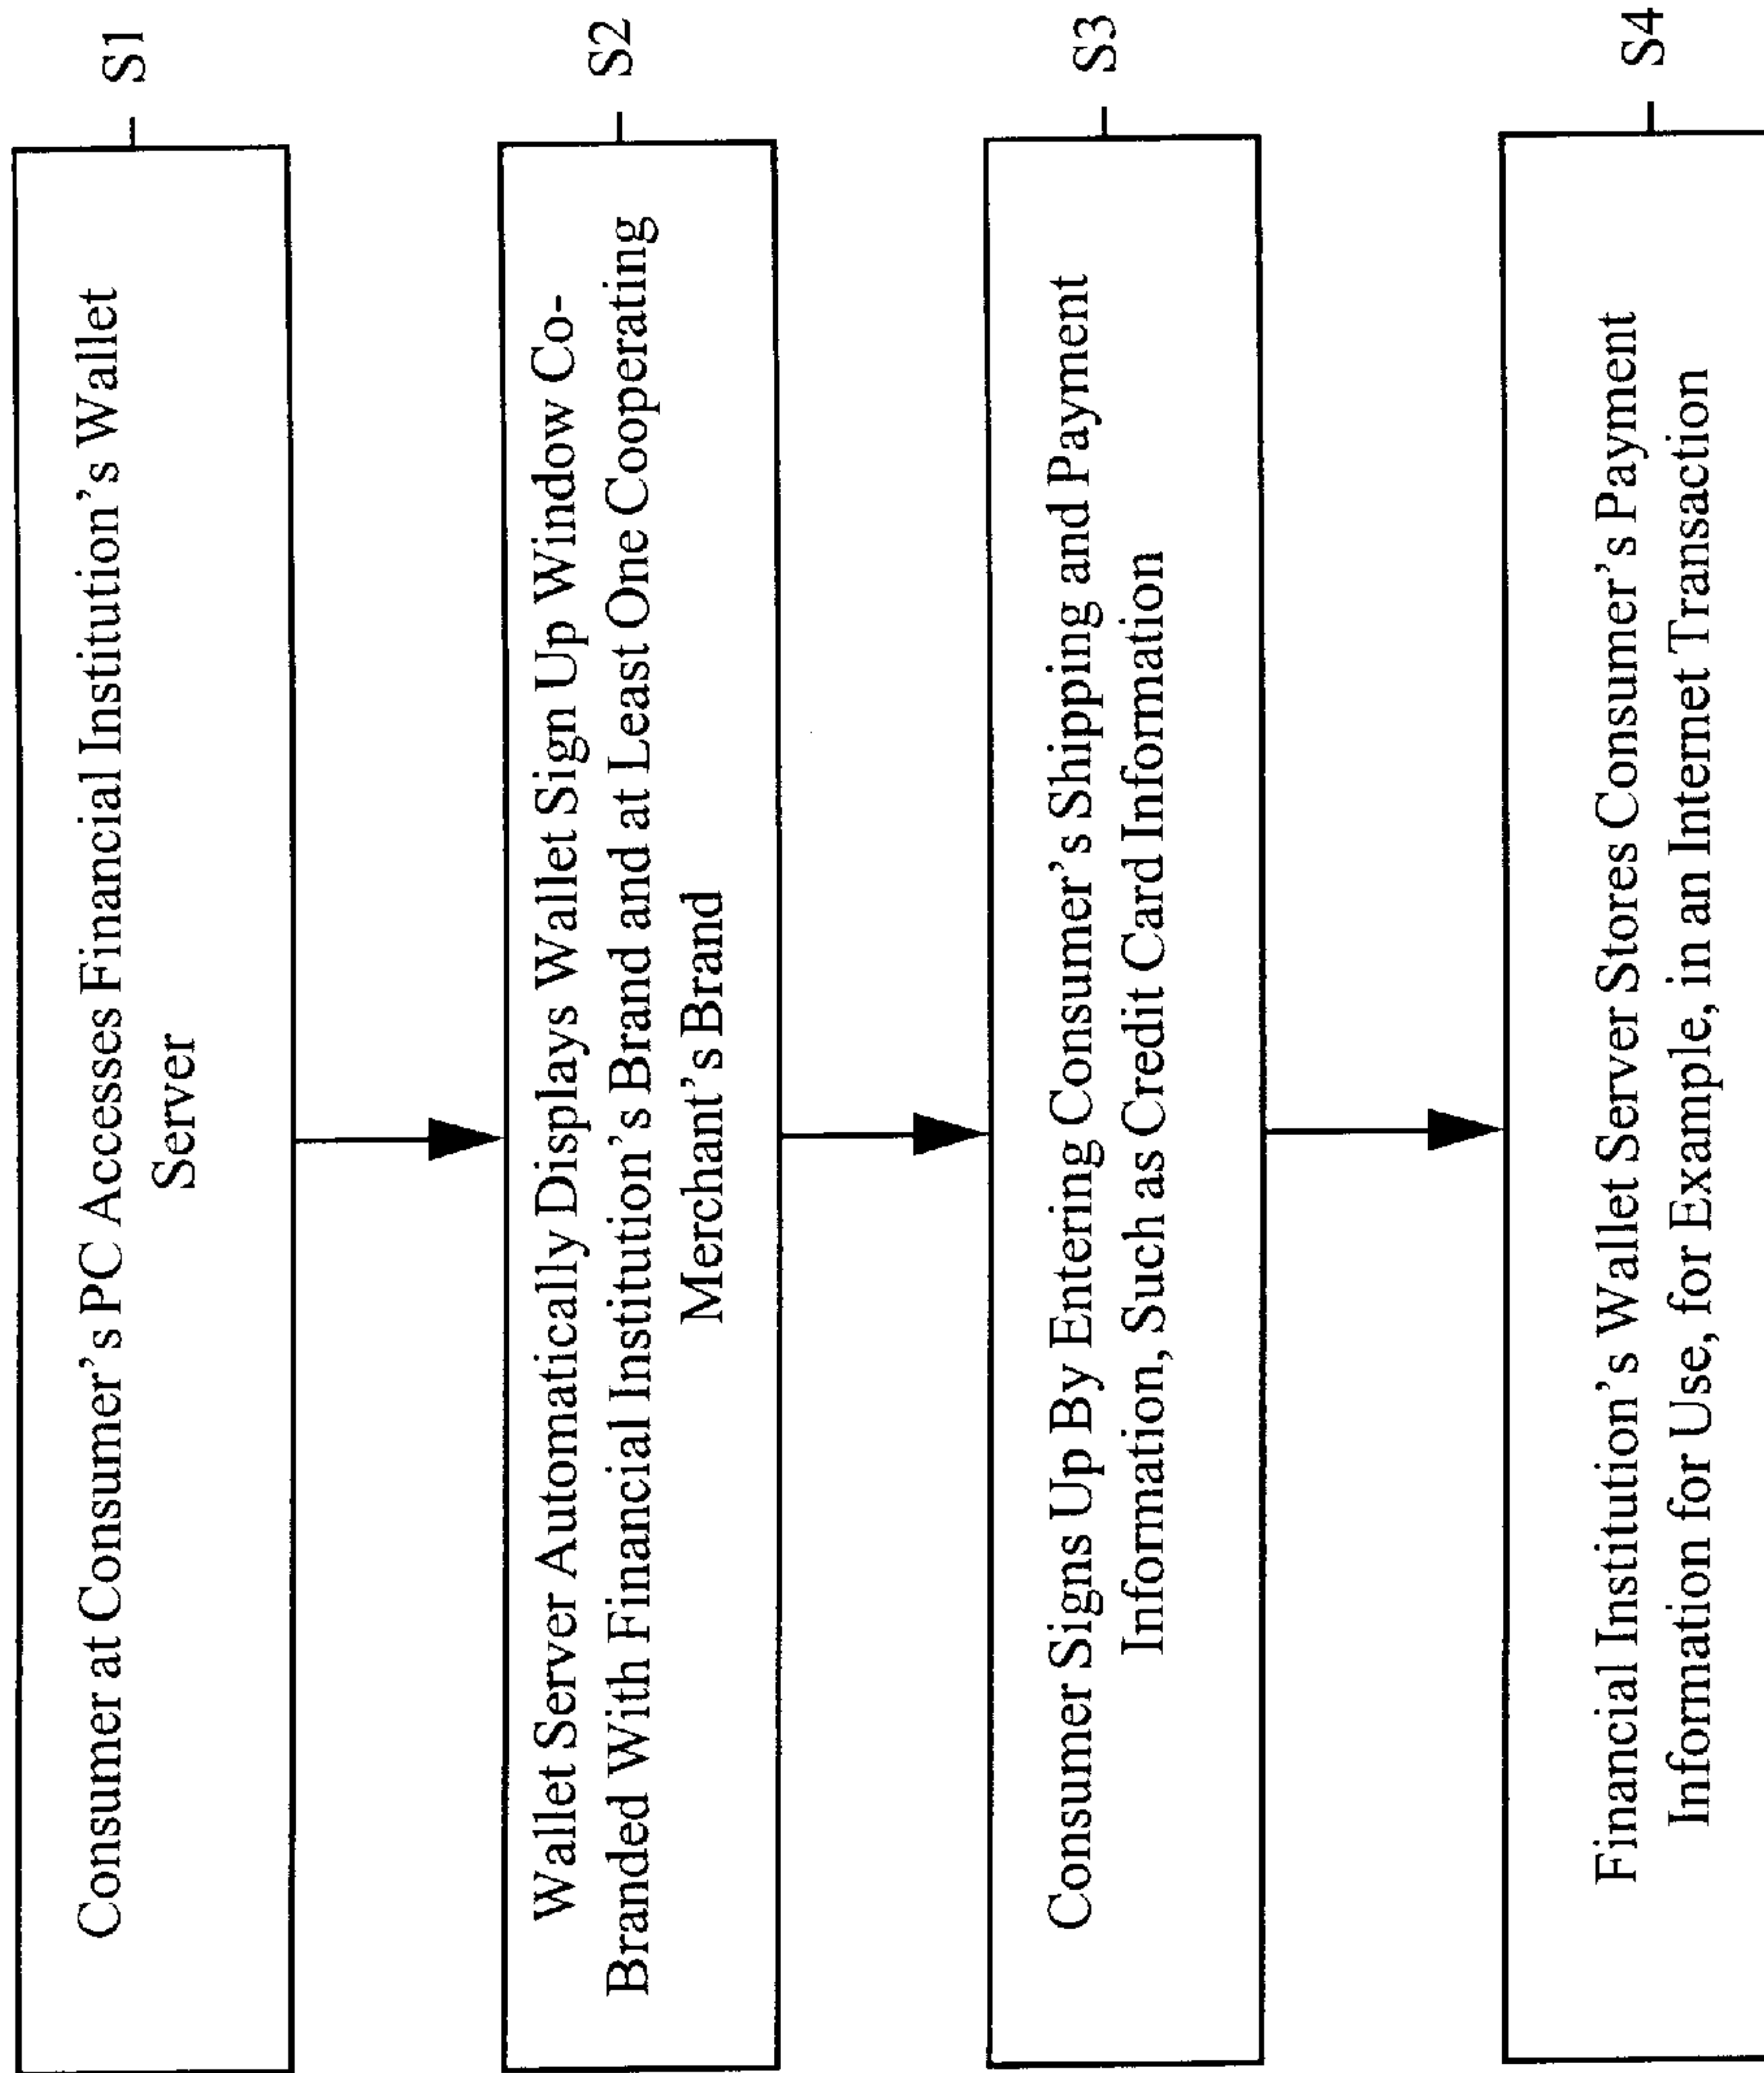 Consumer at Consumer's PC Accesses Financial Institution's Wallet
Server
S1
Wallet Server Automatically Displays Wallet Sign Up Window Co-
Branded With Financial Institution's Brand and at Least One Cooperating
Merchant's Brand
S2
Consumer Signs Up By Entering Consumer's Shipping and Payment
Information, Such as Credit Card Information
S3
Financial Institution's Wallet Server Stores Consumer's Payment
Information for Use, for Example, in an Internet Transaction
S4